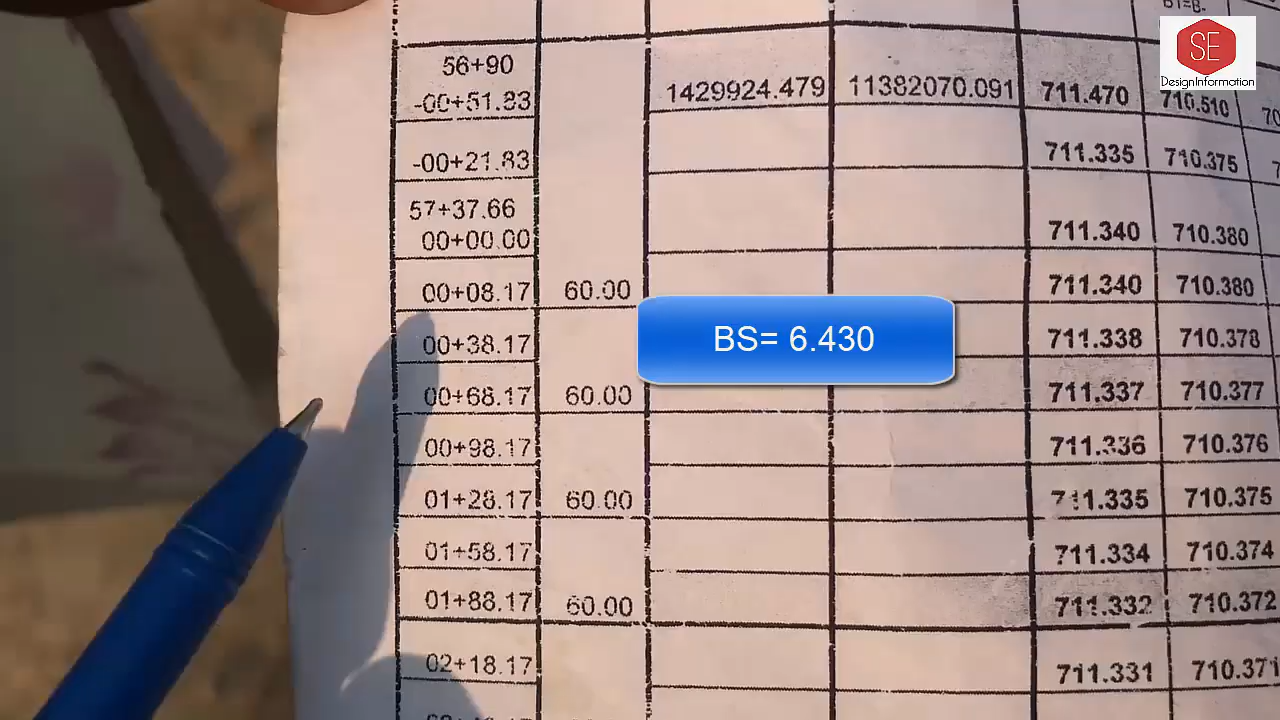 B1=B-
SE
Design Information
56+90
-00+51.83 1429924.479 11382070.091 711.470 710.510 70
-00+21.83 711.335 710.375 7
57+37.66
00+00.00 711.340 710.380
00+08.17 60.00 711.340 710.380
BS= 6.430
00+38.17 711.338 710.378
00+68.17 60.00 711.337 710.377
00+98.17 711.336 710.376
01+28.17 60.00 711.335 710.375
01+58.17 711.334 710.374
01+88.17 60.00 711.332 710.372
02+18.17 711.331 710.371